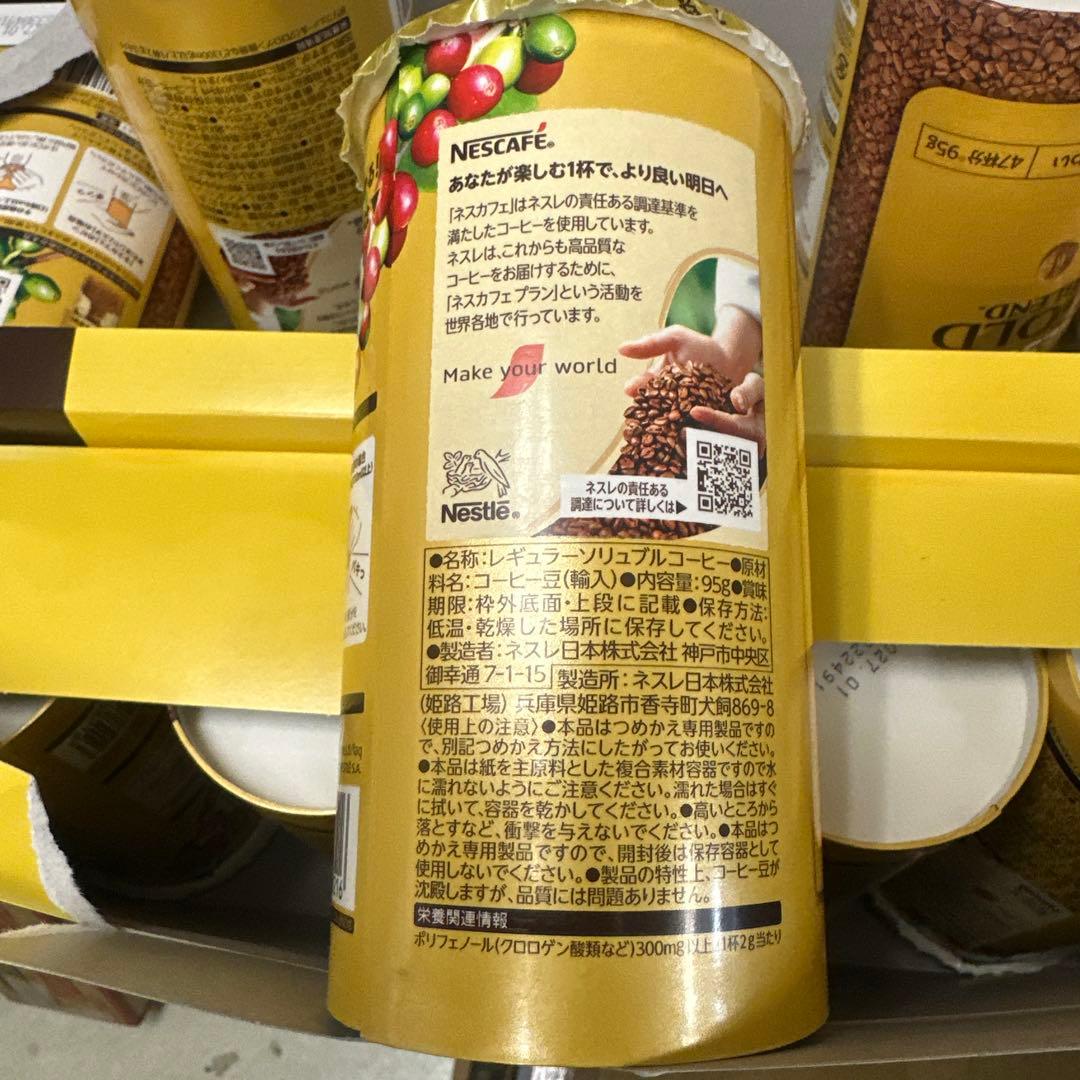 NESCAFÉ®
あなたが楽しむ1杯で、より良い明日へ
「ネスカフェ」はネスレの責任ある調達基準を
満たしたコーヒーを使用しています。
ネスレは、これからも高品質な
コーヒーをお届けするために、
「ネスカフェ プラン」という活動を
世界各地で行っています。
Make your world
Nestlé®
ネスレの責任ある
調達について詳しくは▶
●名称：レギュラーソリュブルコーヒー●原材
料名：コーヒー豆（輸入）●内容量：95g●賞味
期限：枠外底面・上段に記載●保存方法：
低温・乾燥した場所に保存してください。
●製造者：ネスレ日本株式会社 神戸市中央区
御幸通 7-1-15 製造所：ネスレ日本株式会社
（姫路工場） 兵庫県姫路市香寺町犬飼869-8
〈使用上の注意〉●本品はつめかえ専用製品ですの
で、別記つめかえ方法にしたがってお使いください。
●本品は紙を主原料とした複合素材容器ですので水
に濡れないようにご注意ください。濡れた場合はすぐ
に拭いて、容器を乾かしてください。●高いところから
落とすなど、衝撃を与えないでください。●本品はつ
めかえ専用製品ですので、開封後は保存容器として
使用しないでください。●製品の特性上、コーヒー豆が
沈殿しますが、品質には問題ありません。
栄養関連情報
ポリフェノール（クロロゲン酸類など）300mg以上/1杯2g当たり
47杯分 95g
GOLD
BLEND